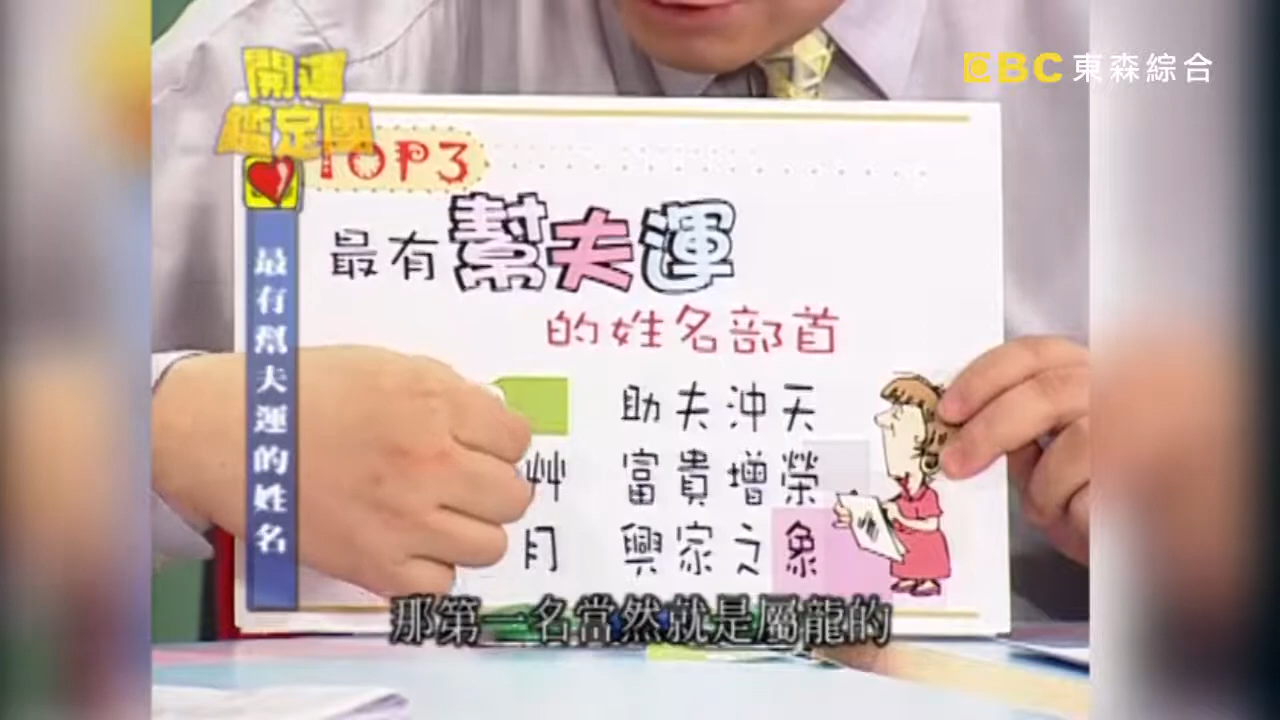 開運
鑑定團
EBC 東森綜合
TOP3
最有幫夫運
的姓名部首
助夫沖天
艸 富貴增榮
月 興家之象
最有幫夫運的姓名
那第一名當然就是屬龍的